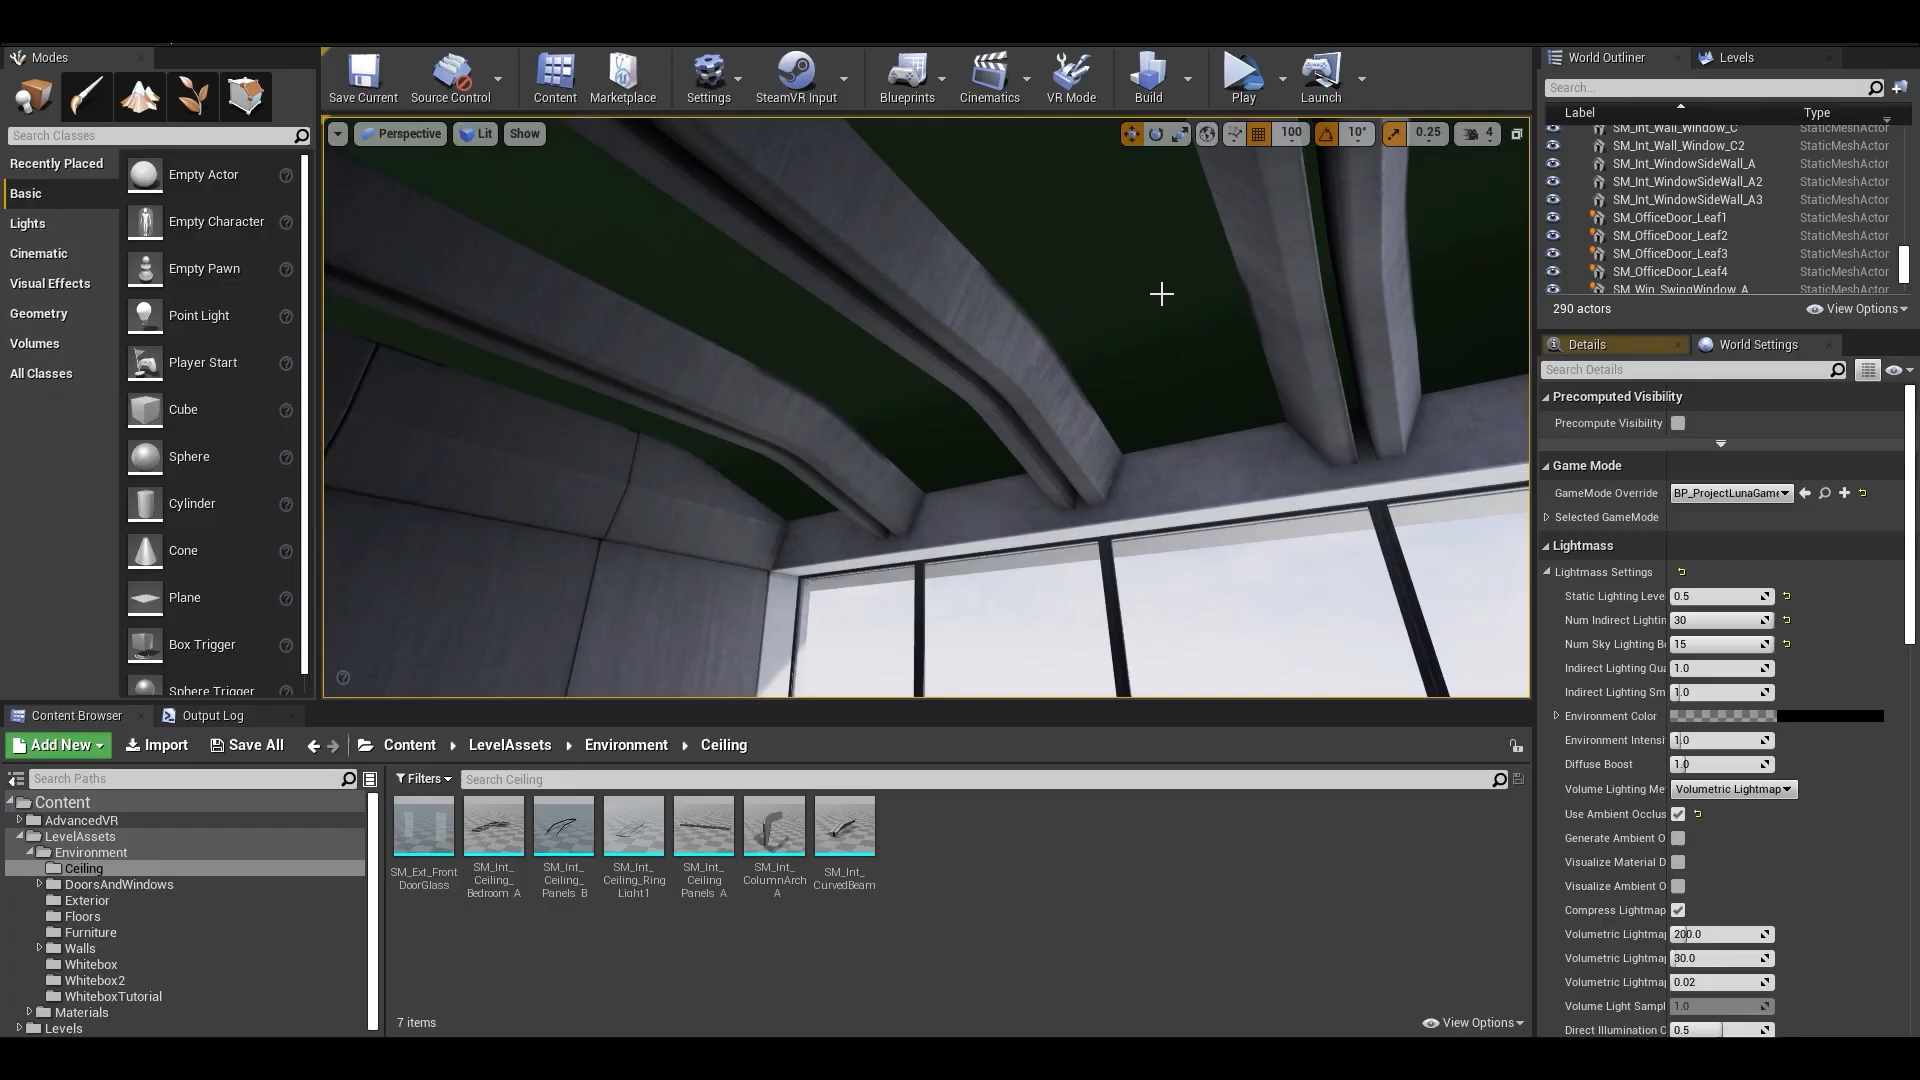 Modes
Save Current
Source Control
Content
Marketplace
Settings
SteamVR Input
Blueprints
Cinematics
VR Mode
Build
Play
Launch
World Outliner
Levels
Search...
Label
Type
SM_Int_Wall_Window_C StaticMeshActor
SM_Int_Wall_Window_C2 StaticMeshActor
SM_Int_WindowSideWall_A StaticMeshActor
SM_Int_WindowSideWall_A2 StaticMeshActor
SM_Int_WindowSideWall_A3 StaticMeshActor
SM_OfficeDoor_Leaf1 StaticMeshActor
SM_OfficeDoor_Leaf2 StaticMeshActor
SM_OfficeDoor_Leaf3 StaticMeshActor
SM_OfficeDoor_Leaf4 StaticMeshActor
SM_Win_SwingWindow_A StaticMeshActor
290 actors
View Options
Search Classes
Recently Placed
Basic
Lights
Cinematic
Visual Effects
Geometry
Volumes
All Classes
Empty Actor
Empty Character
Empty Pawn
Point Light
Player Start
Cube
Sphere
Cylinder
Cone
Plane
Box Trigger
Sphere Trigger
Perspective
Lit
Show
100
10°
0.25
4
Details
World Settings
Search Details
Precomputed Visibility
Precompute Visibility
Game Mode
GameMode Override BP_ProjectLunaGame
Selected GameMode
Lightmass
Lightmass Settings
Static Lighting Leve 0.5
Num Indirect Lightin 30
Num Sky Lighting B 15
Indirect Lighting Qua 1.0
Indirect Lighting Sm 1.0
Environment Color
Environment Intensi 1.0
Diffuse Boost 1.0
Volume Lighting Me Volumetric Lightmap
Use Ambient Occlus
Generate Ambient O
Visualize Material D
Visualize Ambient O
Compress Lightmap
Volumetric Lightma 200.0
Volumetric Lightma 30.0
Volumetric Lightma 0.02
Volume Light Sampl 1.0
Direct Illumination O 0.5
Content Browser
Output Log
Add New
Import
Save All
Content
LevelAssets
Environment
Ceiling
Search Paths
Filters
Search Ceiling
Content
AdvancedVR
LevelAssets
Environment
Ceiling
DoorsAndWindows
Exterior
Floors
Furniture
Walls
Whitebox
Whitebox2
WhiteboxTutorial
Materials
Levels
SM_Ext_Front
DoorGlass
SM_Int_
Ceiling_
Bedroom_A
SM_Int_
Ceiling_
Panels_B
SM_Int_
Ceiling_Ring
Light1
SM_Int_
Ceiling
Panels_A
SM_Int_
ColumnArch
A
SM_Int_
CurvedBeam
7 items
View Options